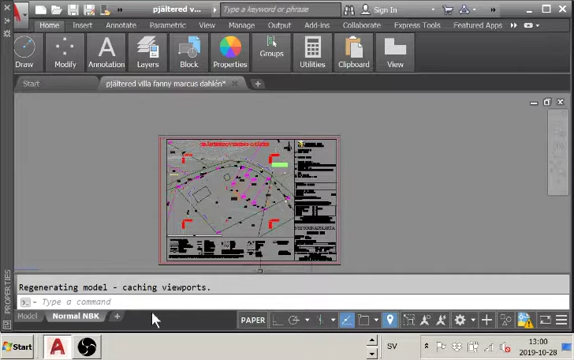 pjältered v...
Type a keyword or phrase
Sign In
Insert
Annotate
Parametric
View
Manage
Output
Add-ins
Collaborate
Express Tools
Featured Apps
Draw
Modify
Annotation
Layers
Block
Properties
Groups
Utilities
Clipboard
View
Start
pjältered villa fanny marcus dahlén*
Regenerating model - caching viewports.
Type a command
PROPERTIES
Model
Normal NBK
PAPER
Start
SV
13:00
2019-10-28